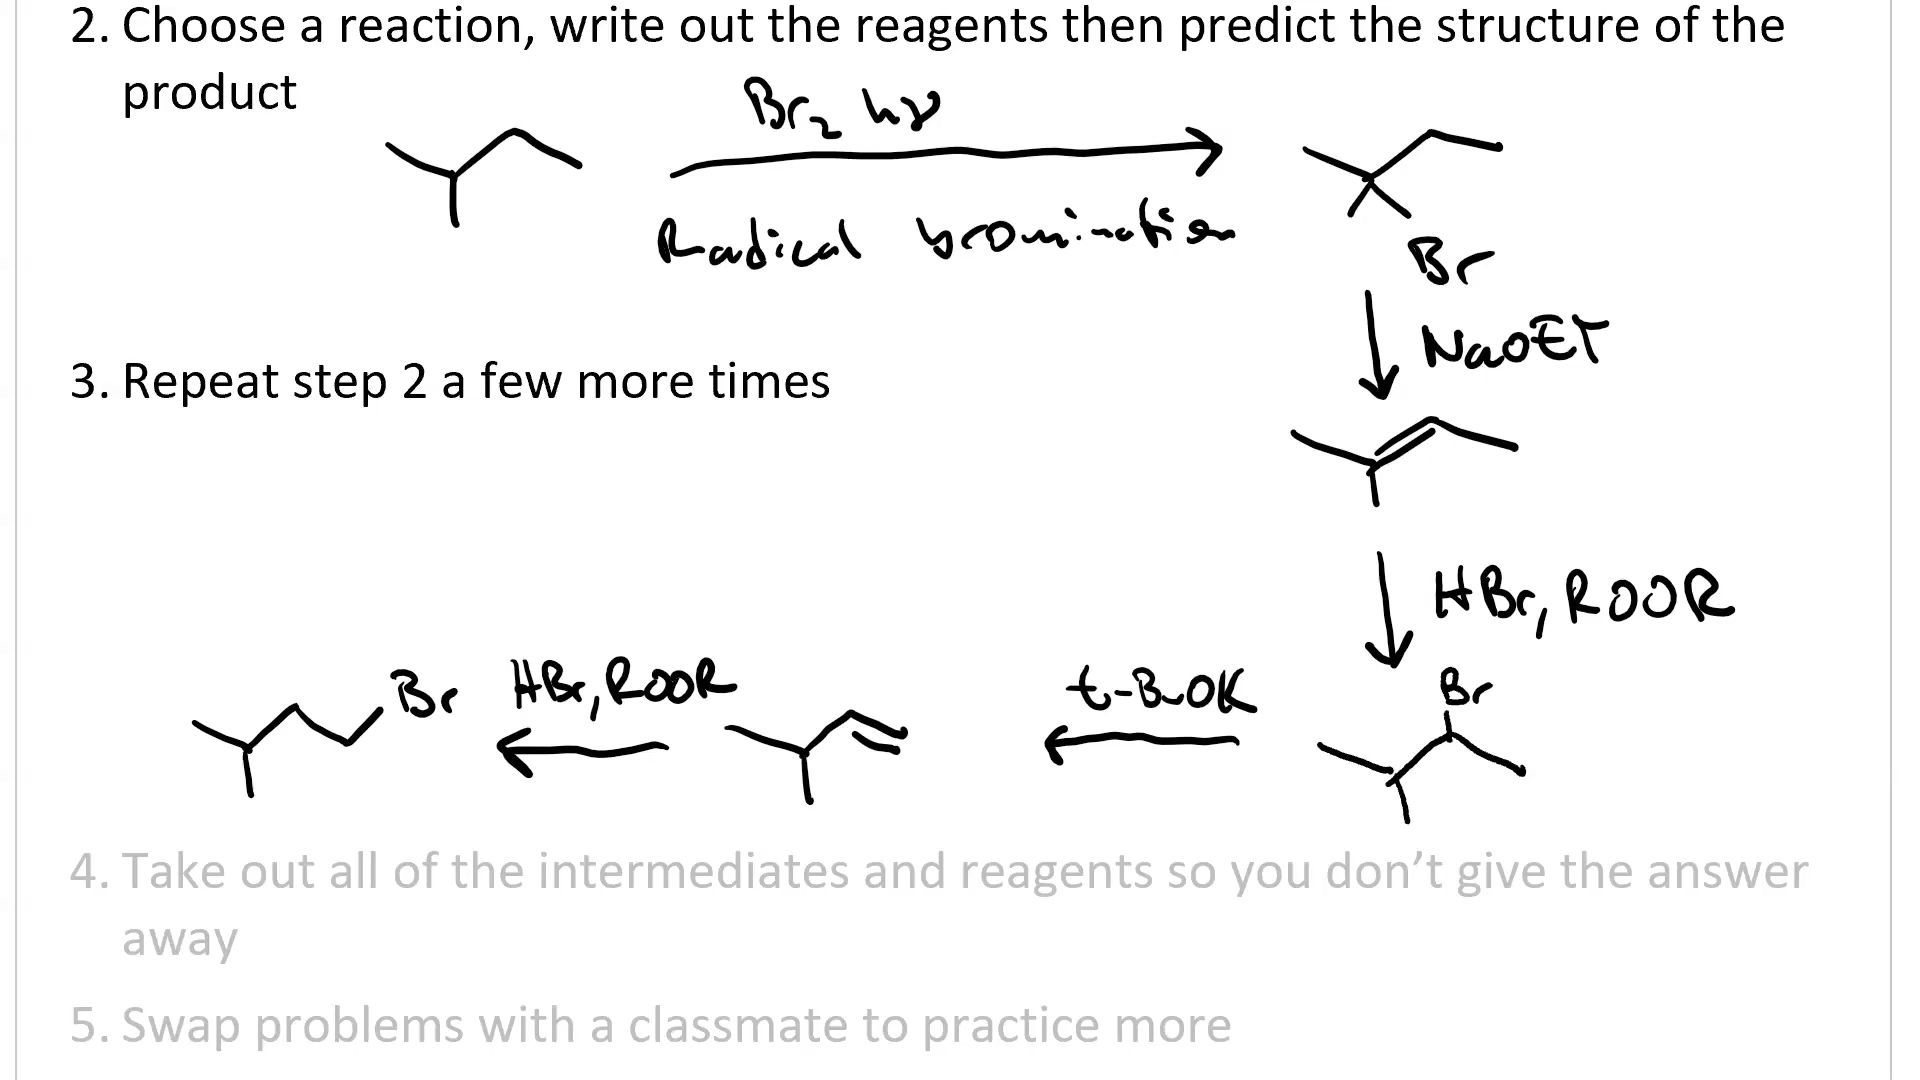 2. Choose a reaction, write out the reagents then predict the structure of the
product
Br₂ hν
Radical bromination
Br
NaOET
3. Repeat step 2 a few more times
HBr, ROOR
Br
t-BuOK
HBr, ROOR
Br
4. Take out all of the intermediates and reagents so you don’t give the answer
away
5. Swap problems with a classmate to practice more